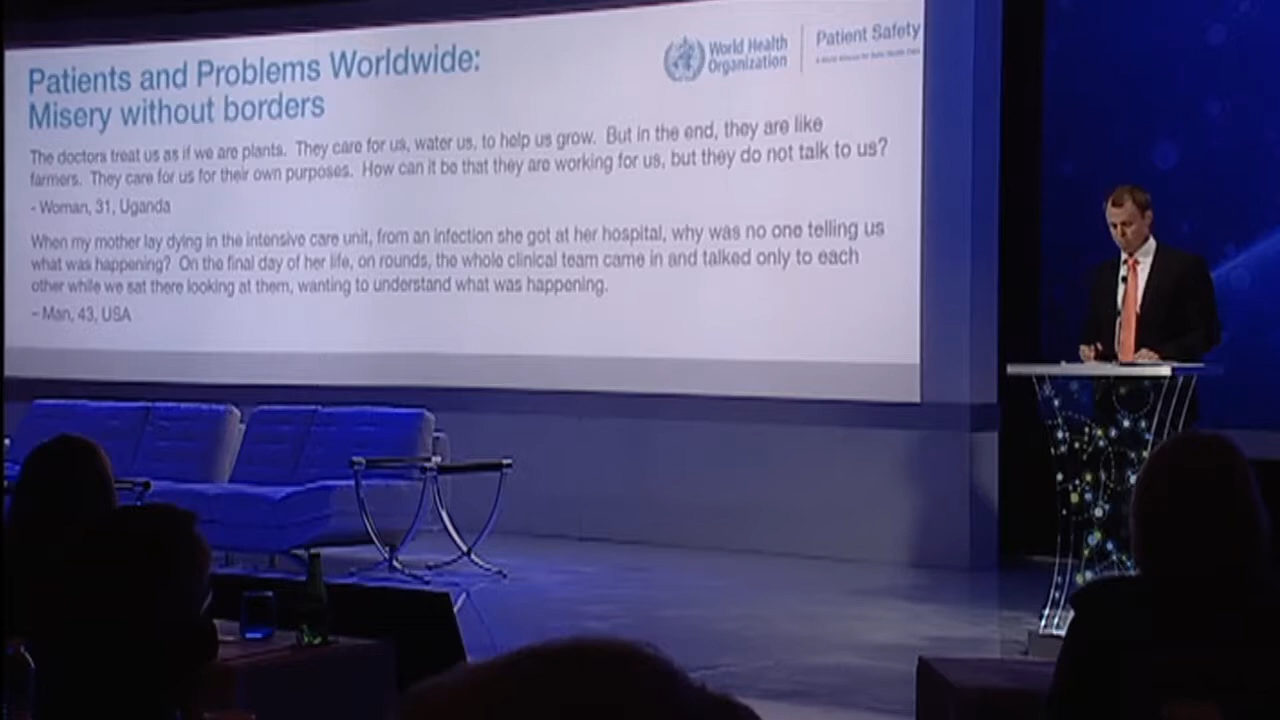 Patients and Problems Worldwide:
Misery without borders
World Health
Organization
Patient Safety
The doctors treat us as if we are plants. They care for us, water us, to help us grow. But in the end, they are like
farmers. They care for us for their own purposes. How can it be that they are working for us, but they do not talk to us?
- Woman, 31, Uganda
When my mother lay dying in the intensive care unit, from an infection she got at her hospital, why was no one telling us
what was happening? On the final day of her life, on rounds, the whole clinical team came in and talked only to each
other while we sat there looking at them, wanting to understand what was happening.
– Man, 43, USA